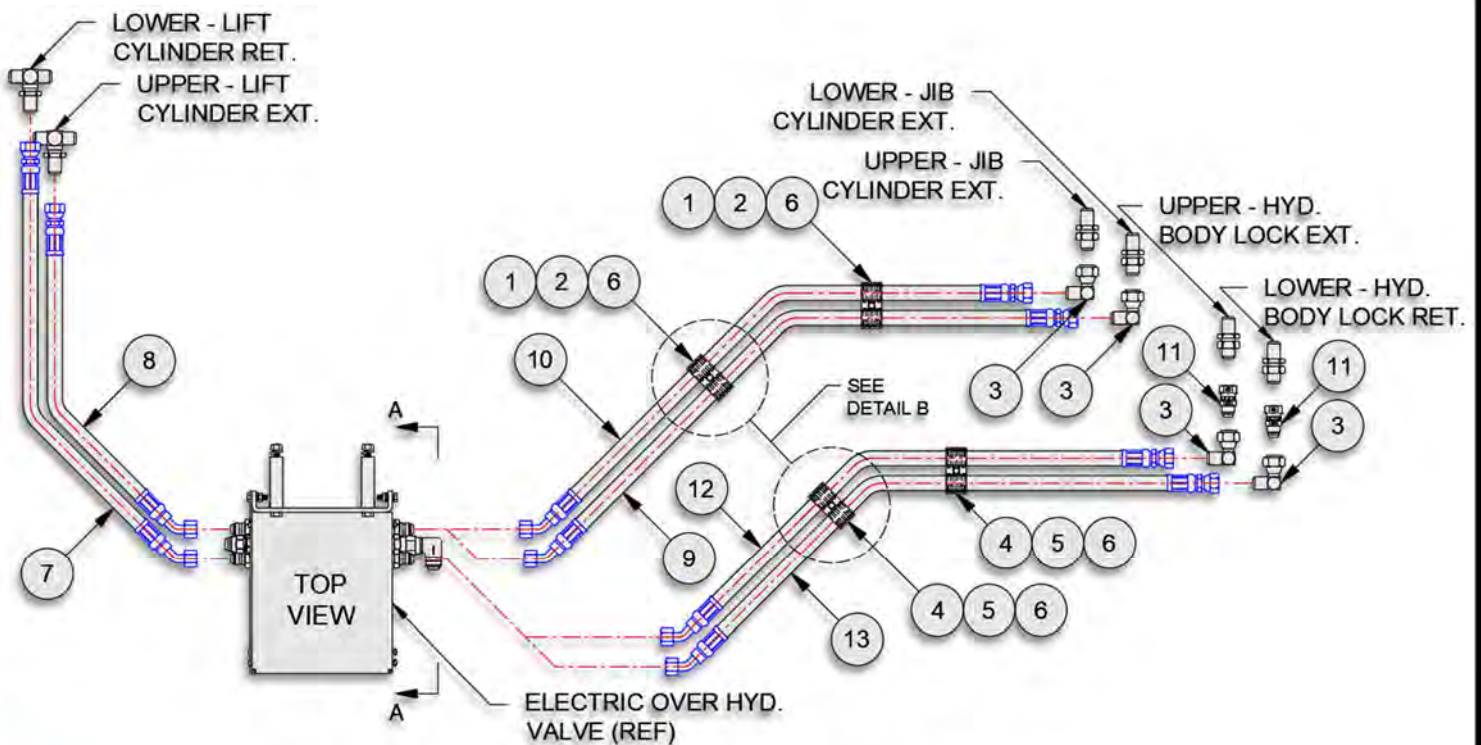 LOWER - LIFT
CYLINDER RET.
UPPER - LIFT
CYLINDER EXT.
LOWER - JIB
CYLINDER EXT.
UPPER - JIB
CYLINDER EXT.
1 2 6
UPPER - HYD.
BODY LOCK EXT.
1 2 6
LOWER - HYD.
BODY LOCK RET.
8
10
11
11
3
3
SEE
DETAIL B
3
3
A
12
7
9
4 5 6
TOP
VIEW
4 5 6
13
A
ELECTRIC OVER HYD.
VALVE (REF)